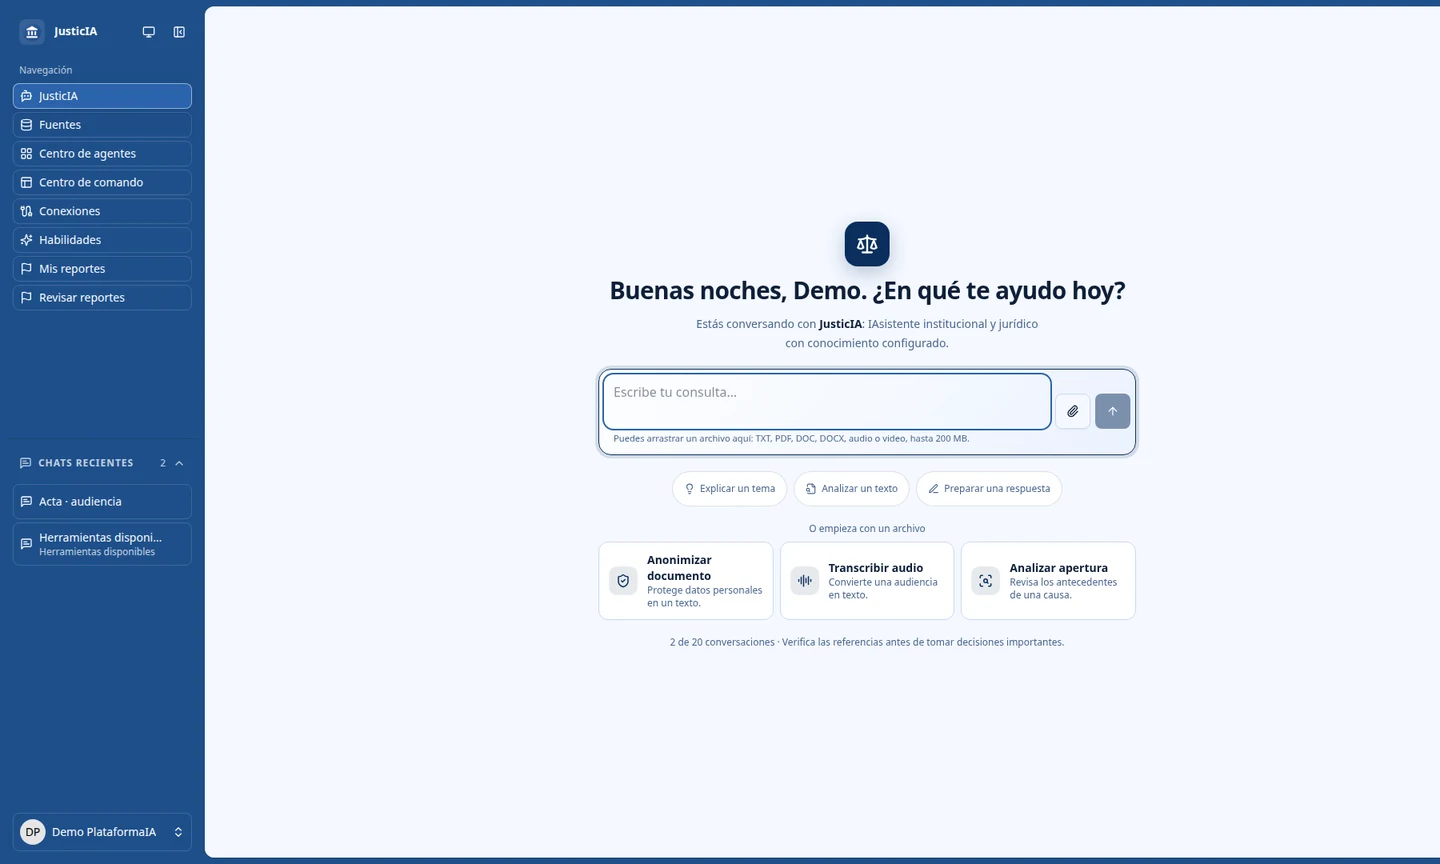 JusticIA
Navegación
JusticIA
Fuentes
Centro de agentes
Centro de comando
Conexiones
Habilidades
Mis reportes
Revisar reportes
CHATS RECIENTES 2
Acta · audiencia
Herramientas disponi...
Herramientas disponibles
DP Demo PlataformaIA
Buenas noches, Demo. ¿En qué te ayudo hoy?
Estás conversando con JusticIA: IAsistente institucional y jurídico
con conocimiento configurado.
Escribe tu consulta...
Puedes arrastrar un archivo aquí: TXT, PDF, DOC, DOCX, audio o video, hasta 200 MB.
Explicar un tema
Analizar un texto
Preparar una respuesta
O empieza con un archivo
Anonimizar
documento
Protege datos personales
en un texto.
Transcribir audio
Convierte una audiencia
en texto.
Analizar apertura
Revisa los antecedentes
de una causa.
2 de 20 conversaciones · Verifica las referencias antes de tomar decisiones importantes.